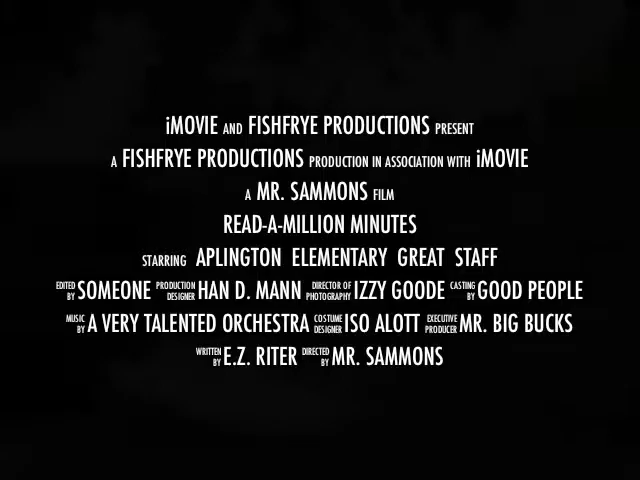 iMOVIE AND FISHFRYE PRODUCTIONS PRESENT
A FISHFRYE PRODUCTIONS PRODUCTION IN ASSOCIATION WITH iMOVIE
A MR. SAMMONS FILM
READ-A-MILLION MINUTES
STARRING APLINGTON ELEMENTARY GREAT STAFF
EDITED BY SOMEONE PRODUCTION DESIGNER HAN D. MANN DIRECTOR OF PHOTOGRAPHY IZZY GOODE CASTING BY GOOD PEOPLE
MUSIC BY A VERY TALENTED ORCHESTRA COSTUME DESIGNER ISO ALOTT EXECUTIVE PRODUCER MR. BIG BUCKS
WRITTEN BY E.Z. RITER DIRECTED BY MR. SAMMONS